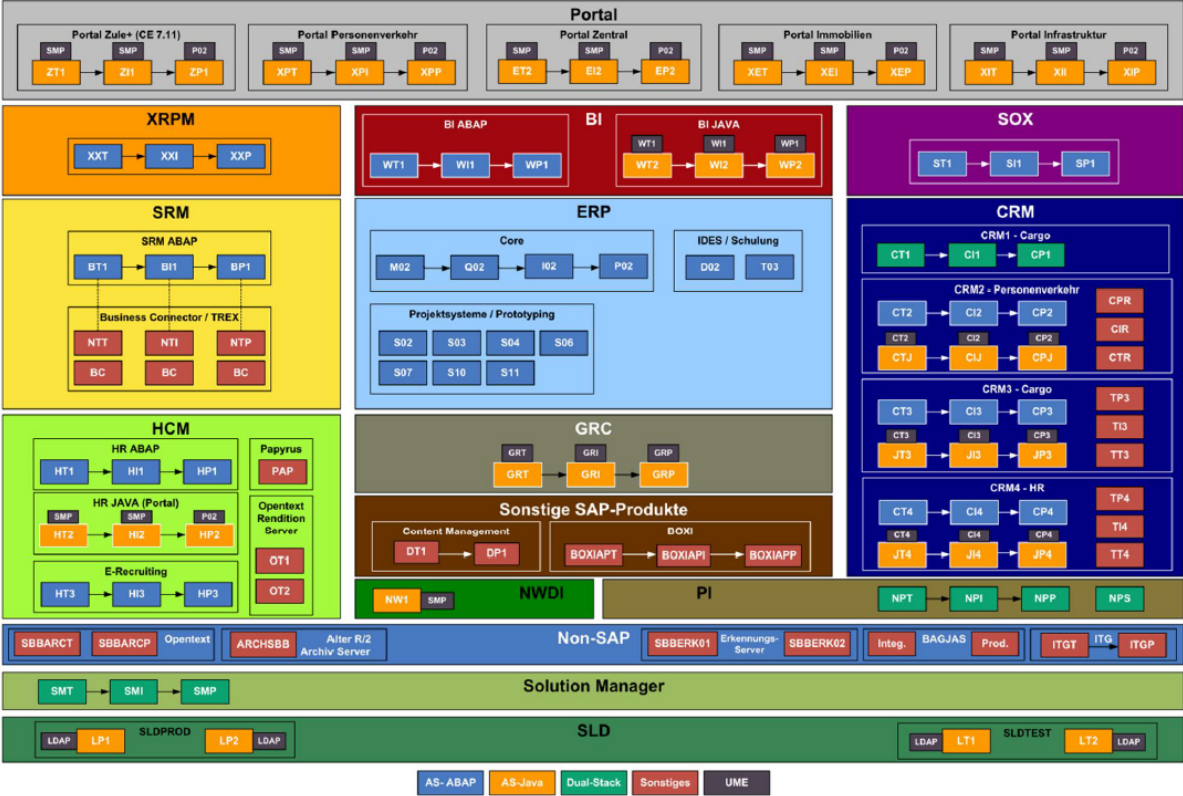 Portal
Portal Zule+ (CE 7.11)
SMP SMP P02
ZT1 ZI1 ZP1
Portal Personenverkehr
SMP SMP P02
XPT XPI XPP
Portal Zentral
SMP SMP P02
ET2 EI2 EP2
Portal Immobilien
SMP SMP P02
XET XEI XEP
Portal Infrastruktur
SMP SMP P02
XIT XII XIP
XRPM
XXT XXI XXP
BI
BI ABAP
WT1 WI1 WP1
BI JAVA
WT1 WI1 WP1
WT2 WI2 WP2
SOX
ST1 SI1 SP1
SRM
SRM ABAP
BT1 BI1 BP1
Business Connector / TREX
NTT NTI NTP
BC BC BC
ERP
Core
M02 Q02 I02 P02
IDES / Schulung
D02 T03
Projektsysteme / Prototyping
S02 S03 S04 S06
S07 S10 S11
CRM
CRM1 - Cargo
CT1 CI1 CP1
CRM2 - Personenverkehr
CT2 CI2 CP2
CT2 CI2 CP2
CTJ CIJ CPJ
CPR
CIR
CTR
CRM3 - Cargo
CT3 CI3 CP3
CT3 CI3 CP3
JT3 JI3 JP3
TP3
TI3
TT3
CRM4 - HR
CT4 CI4 CP4
CT4 CI4 CP4
JT4 JI4 JP4
TP4
TI4
TT4
HCM
HR ABAP
HT1 HI1 HP1
HR JAVA (Portal)
SMP SMP P02
HT2 HI2 HP2
E-Recruiting
HT3 HI3 HP3
Papyrus
PAP
Opentext
Rendition
Server
OT1
OT2
GRC
GRT GRI GRP
GRT GRI GRP
Sonstige SAP-Produkte
Content Management
DT1 DP1
BOXI
BOXIAPT BOXIAPI BOXIAPP
NWDI
NW1 SMP
PI
NPT NPI NPP NPS
Non-SAP
SBBARCT SBBARCP Opentext
ARCHSBB Alter R/2
Archiv Server
SBBERK01 Erkennungs-
Server SBBERK02
Integ. BAGJAS Prod.
ITGT ITG ITGP
Solution Manager
SMT SMI SMP
SLD
SLDPROD
LDAP LP1 LP2 LDAP
SLDTEST
LDAP LT1 LT2 LDAP
AS- ABAP AS-Java Dual-Stack Sonstiges UME